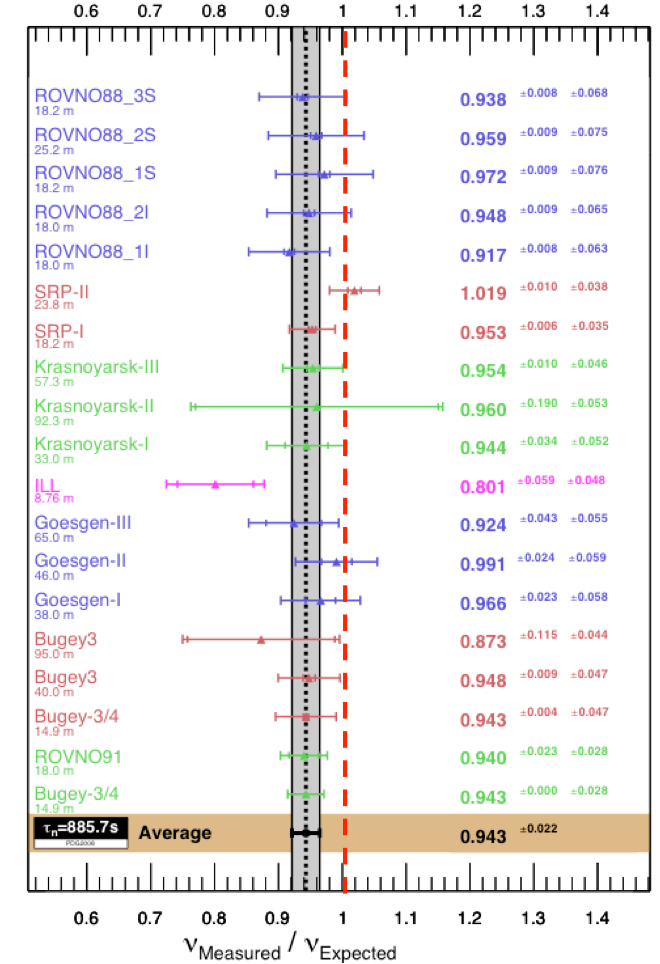 0.6 0.7 0.8 0.9 1 1.1 1.2 1.3 1.4
ROVNO88_3S 0.938 ±0.008 ±0.068
18.2 m
ROVNO88_2S 0.959 ±0.009 ±0.075
25.2 m
ROVNO88_1S 0.972 ±0.009 ±0.076
18.2 m
ROVNO88_2I 0.948 ±0.009 ±0.065
18.0 m
ROVNO88_1I 0.917 ±0.008 ±0.063
18.0 m
SRP-II 1.019 ±0.010 ±0.038
23.8 m
SRP-I 0.953 ±0.006 ±0.035
18.2 m
Krasnoyarsk-III 0.954 ±0.010 ±0.046
57.3 m
Krasnoyarsk-II 0.960 ±0.190 ±0.053
92.3 m
Krasnoyarsk-I 0.944 ±0.034 ±0.052
33.0 m
ILL 0.801 ±0.059 ±0.048
8.76 m
Goesgen-III 0.924 ±0.043 ±0.055
65.0 m
Goesgen-II 0.991 ±0.024 ±0.059
46.0 m
Goesgen-I 0.966 ±0.023 ±0.058
38.0 m
Bugey3 0.873 ±0.115 ±0.044
95.0 m
Bugey3 0.948 ±0.009 ±0.047
40.0 m
Bugey-3/4 0.943 ±0.004 ±0.047
14.9 m
ROVNO91 0.940 ±0.023 ±0.028
18.0 m
Bugey-3/4 0.943 ±0.000 ±0.028
14.9 m
τn=885.7s Average 0.943 ±0.022
PDG2008
0.6 0.7 0.8 0.9 1 1.1 1.2 1.3 1.4
νMeasured / νExpected